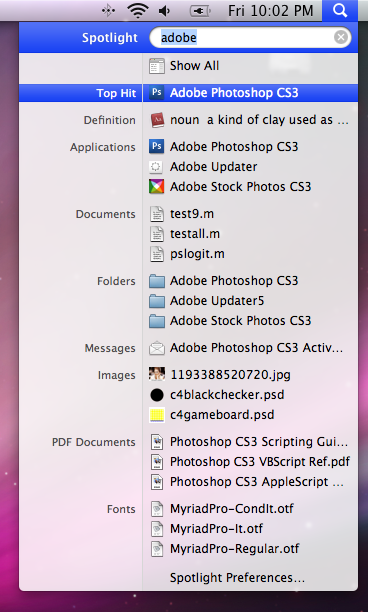 Fri 10:02 PM
Spotlight adobe
Show All
Top Hit Ps Adobe Photoshop CS3
Definition noun a kind of clay used as ...
Applications Ps Adobe Photoshop CS3
Adobe Updater
Adobe Stock Photos CS3
Documents test9.m
testall.m
pslogit.m
Folders Adobe Photoshop CS3
Adobe Updater5
Adobe Stock Photos CS3
Messages Adobe Photoshop CS3 Activ...
Images 1193388520720.jpg
c4blackchecker.psd
c4gameboard.psd
PDF Documents Photoshop CS3 Scripting Gui...
Photoshop CS3 VBScript Ref.pdf
Photoshop CS3 AppleScript ...
Fonts MyriadPro-CondIt.otf
MyriadPro-It.otf
MyriadPro-Regular.otf
Spotlight Preferences...